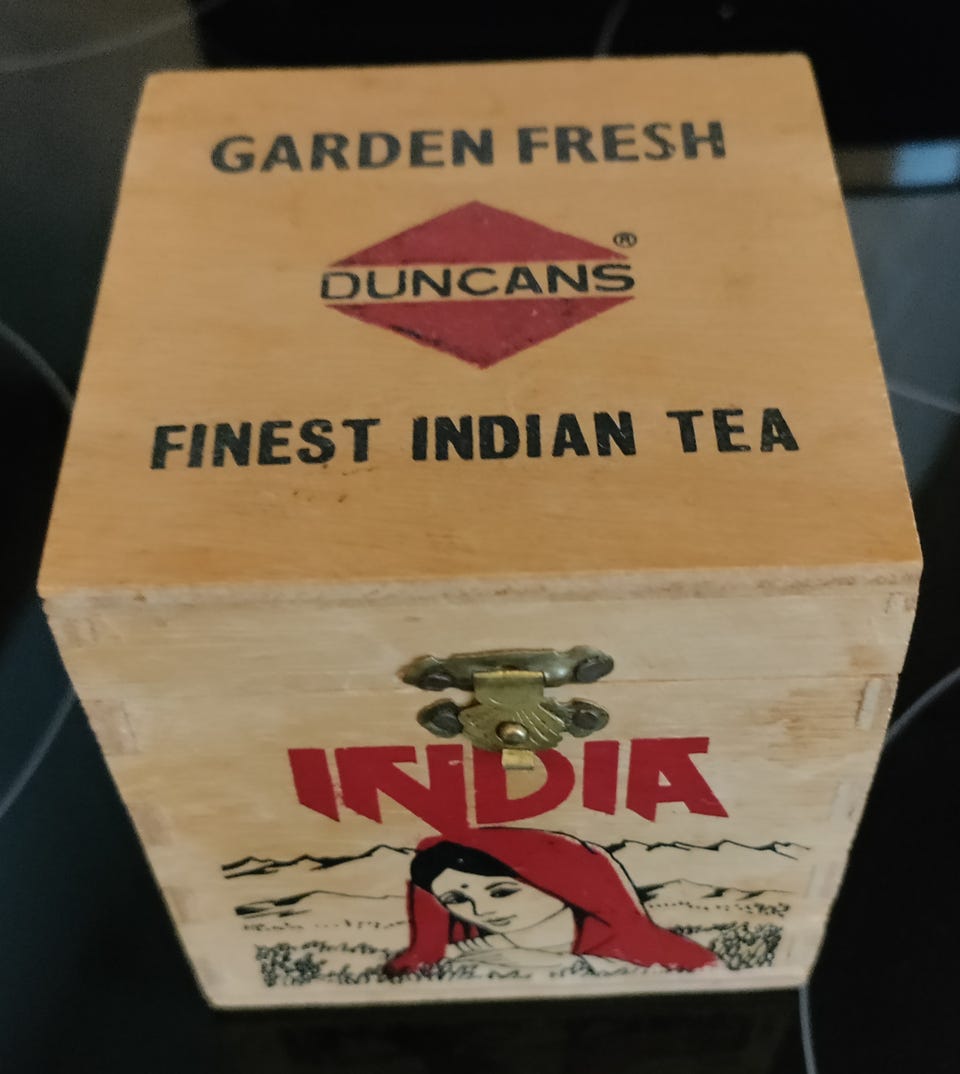 GARDEN FRESH
DUNCANS®
FINEST INDIAN TEA
INDIA